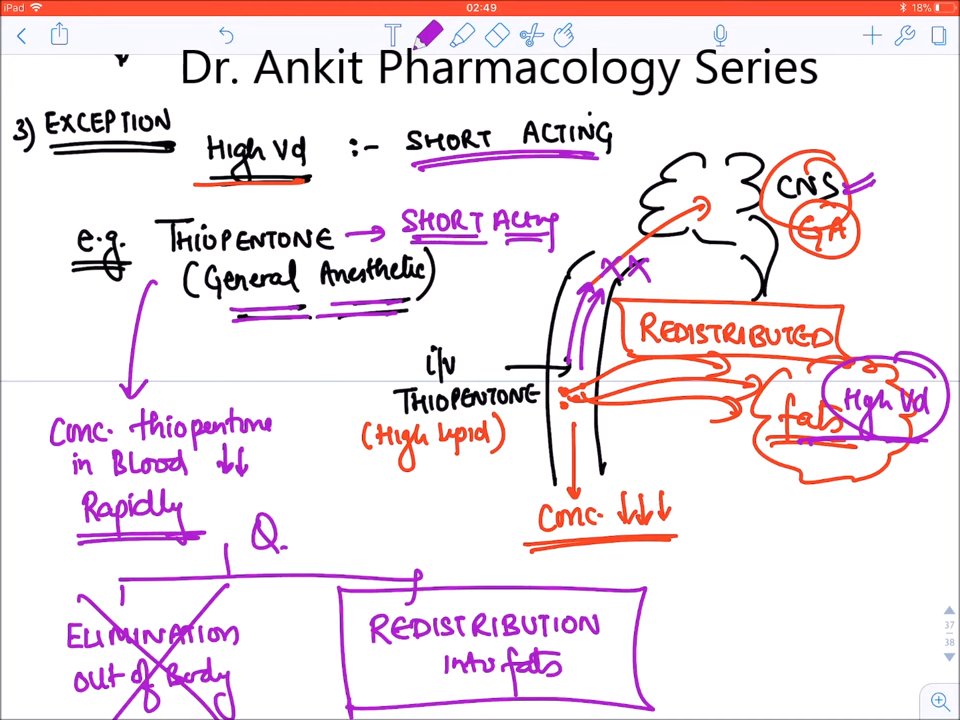 iPad
02:49
18%
T
Dr. Ankit Pharmacology Series
3) EXCEPTION
High Vd :- SHORT ACTING
CNS
GA
e.g. THIOPENTONE → SHORT Acting
(General Anesthetic)
REDISTRIBUTED
i/v
THIOPENTONE
(High Lipid)
fats
High Vd
Conc. thiopentone
in Blood ↓↓
Rapidly
Conc. ↓↓↓
Q.
ELIMINATION
out of Body
REDISTRIBUTION
into fats
37
38